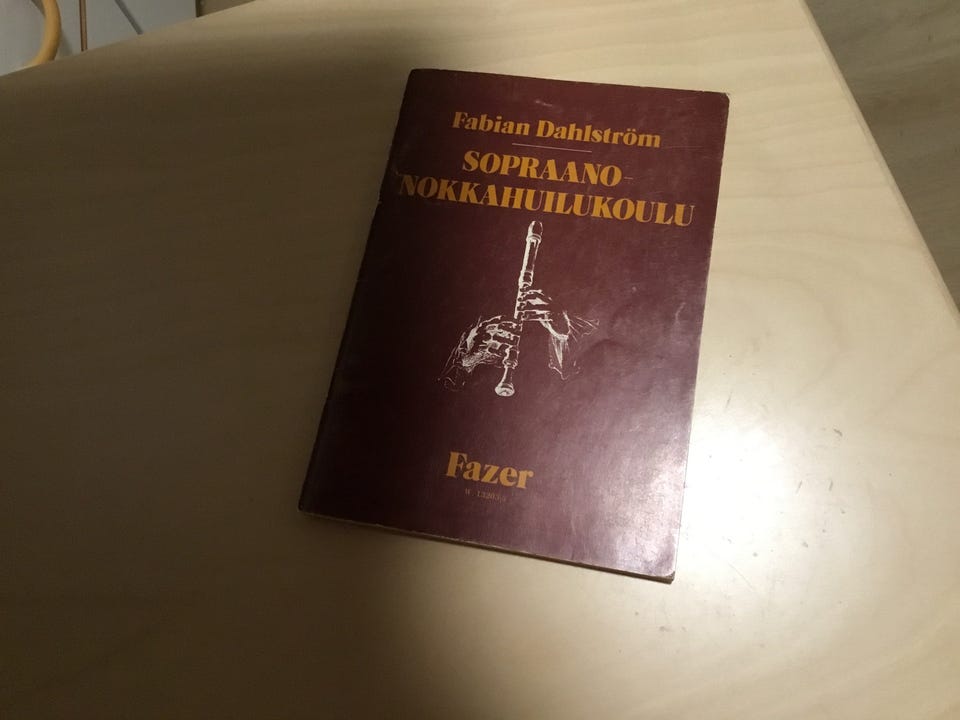 Fabian Dahlström
SOPRAANO-
NOKKAHUILUKOULU
Fazer